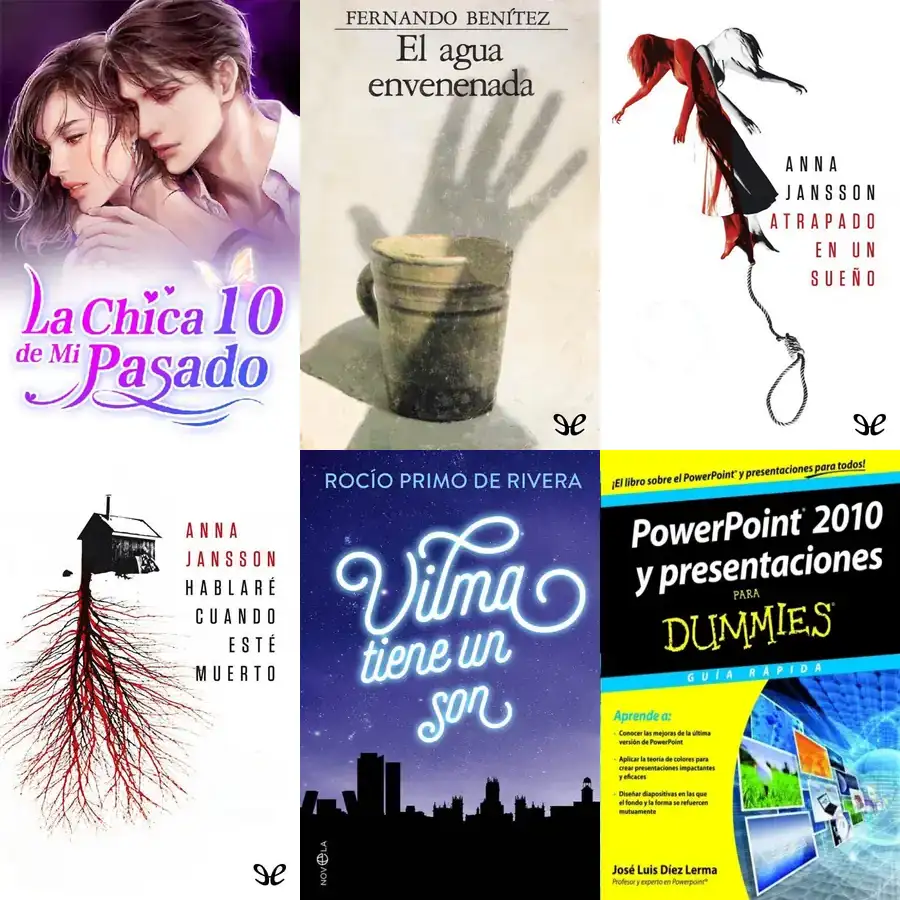 La Chica 10
de Mi Pasado
FERNANDO BENÍTEZ
El agua
envenenada
ANNA
JANSSON
ATRAPADO
EN UN
SUEÑO
ANNA
JANSSON
HABLARÉ
CUANDO
ESTÉ
MUERTO
ROCÍO PRIMO DE RIVERA
Vilma
tiene un
son
NOVELA
¡El libro sobre el PowerPoint® y presentaciones para todos!
PowerPoint® 2010
y presentaciones
PARA
DUMMIES®
GUÍA RÁPIDA
Aprende a:
· Conocer las mejoras de la última
versión de PowerPoint
· Aplicar la teoría de colores para
crear presentaciones impactantes
y eficaces
· Diseñar diapositivas en las que
el fondo y la forma se refuercen
mutuamente
José Luis Díez Lerma
Profesor y experto en Powerpoint®